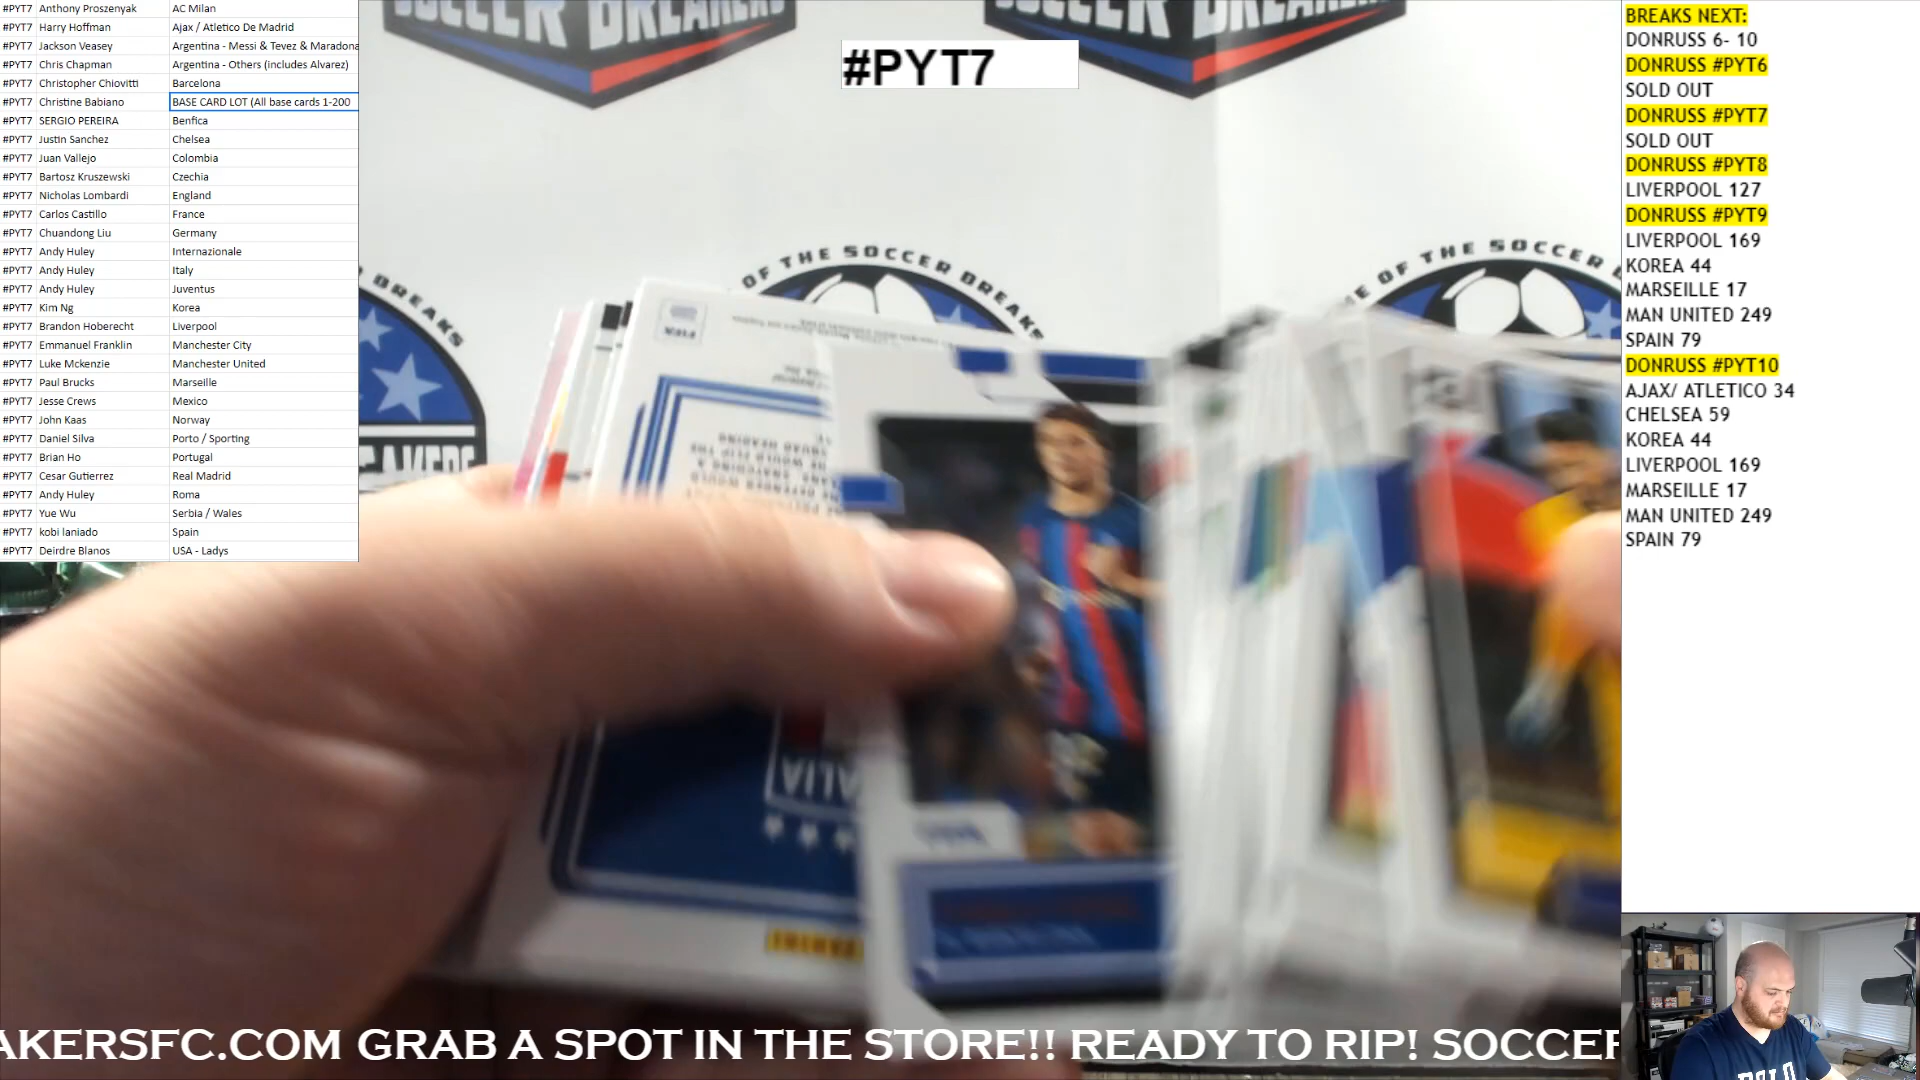 #PYT7 Anthony Proszenyak AC Milan
#PYT7 Harry Hoffman Ajax / Atletico De Madrid
#PYT7 Jackson Veasey Argentina - Messi & Tevez & Maradona
#PYT7 Chris Chapman Argentina - Others (includes Alvarez)
#PYT7 Christopher Chiovitti Barcelona
#PYT7 Christine Babiano BASE CARD LOT (All base cards 1-200
#PYT7 SERGIO PEREIRA Benfica
#PYT7 Justin Sanchez Chelsea
#PYT7 Juan Vallejo Colombia
#PYT7 Bartosz Kruszewski Czechia
#PYT7 Nicholas Lombardi England
#PYT7 Carlos Castillo France
#PYT7 Chuandong Liu Germany
#PYT7 Andy Huley Internazionale
#PYT7 Andy Huley Italy
#PYT7 Andy Huley Juventus
#PYT7 Kim Ng Korea
#PYT7 Brandon Hoberecht Liverpool
#PYT7 Emmanuel Franklin Manchester City
#PYT7 Luke Mckenzie Manchester United
#PYT7 Paul Brucks Marseille
#PYT7 Jesse Crews Mexico
#PYT7 John Kaas Norway
#PYT7 Daniel Silva Porto / Sporting
#PYT7 Brian Ho Portugal
#PYT7 Cesar Gutierrez Real Madrid
#PYT7 Andy Huley Roma
#PYT7 Yue Wu Serbia / Wales
#PYT7 kobi laniado Spain
#PYT7 Deirdre Blanos USA - Ladys
SOCCER BREAKERS
#PYT7
OF THE SOCCER BREAKS
OF THE SOCCER
BREAKS
EAKERS
FIFA
BREAKS NEXT:
DONRUSS 6- 10
DONRUSS #PYT6
SOLD OUT
DONRUSS #PYT7
SOLD OUT
DONRUSS #PYT8
LIVERPOOL 127
DONRUSS #PYT9
LIVERPOOL 169
KOREA 44
MARSEILLE 17
MAN UNITED 249
SPAIN 79
DONRUSS #PYT10
AJAX/ ATLETICO 34
CHELSEA 59
KOREA 44
LIVERPOOL 169
MARSEILLE 17
MAN UNITED 249
SPAIN 79
AKERSFC.COM GRAB A SPOT IN THE STORE!! READY TO RIP! SOCCER
POLO